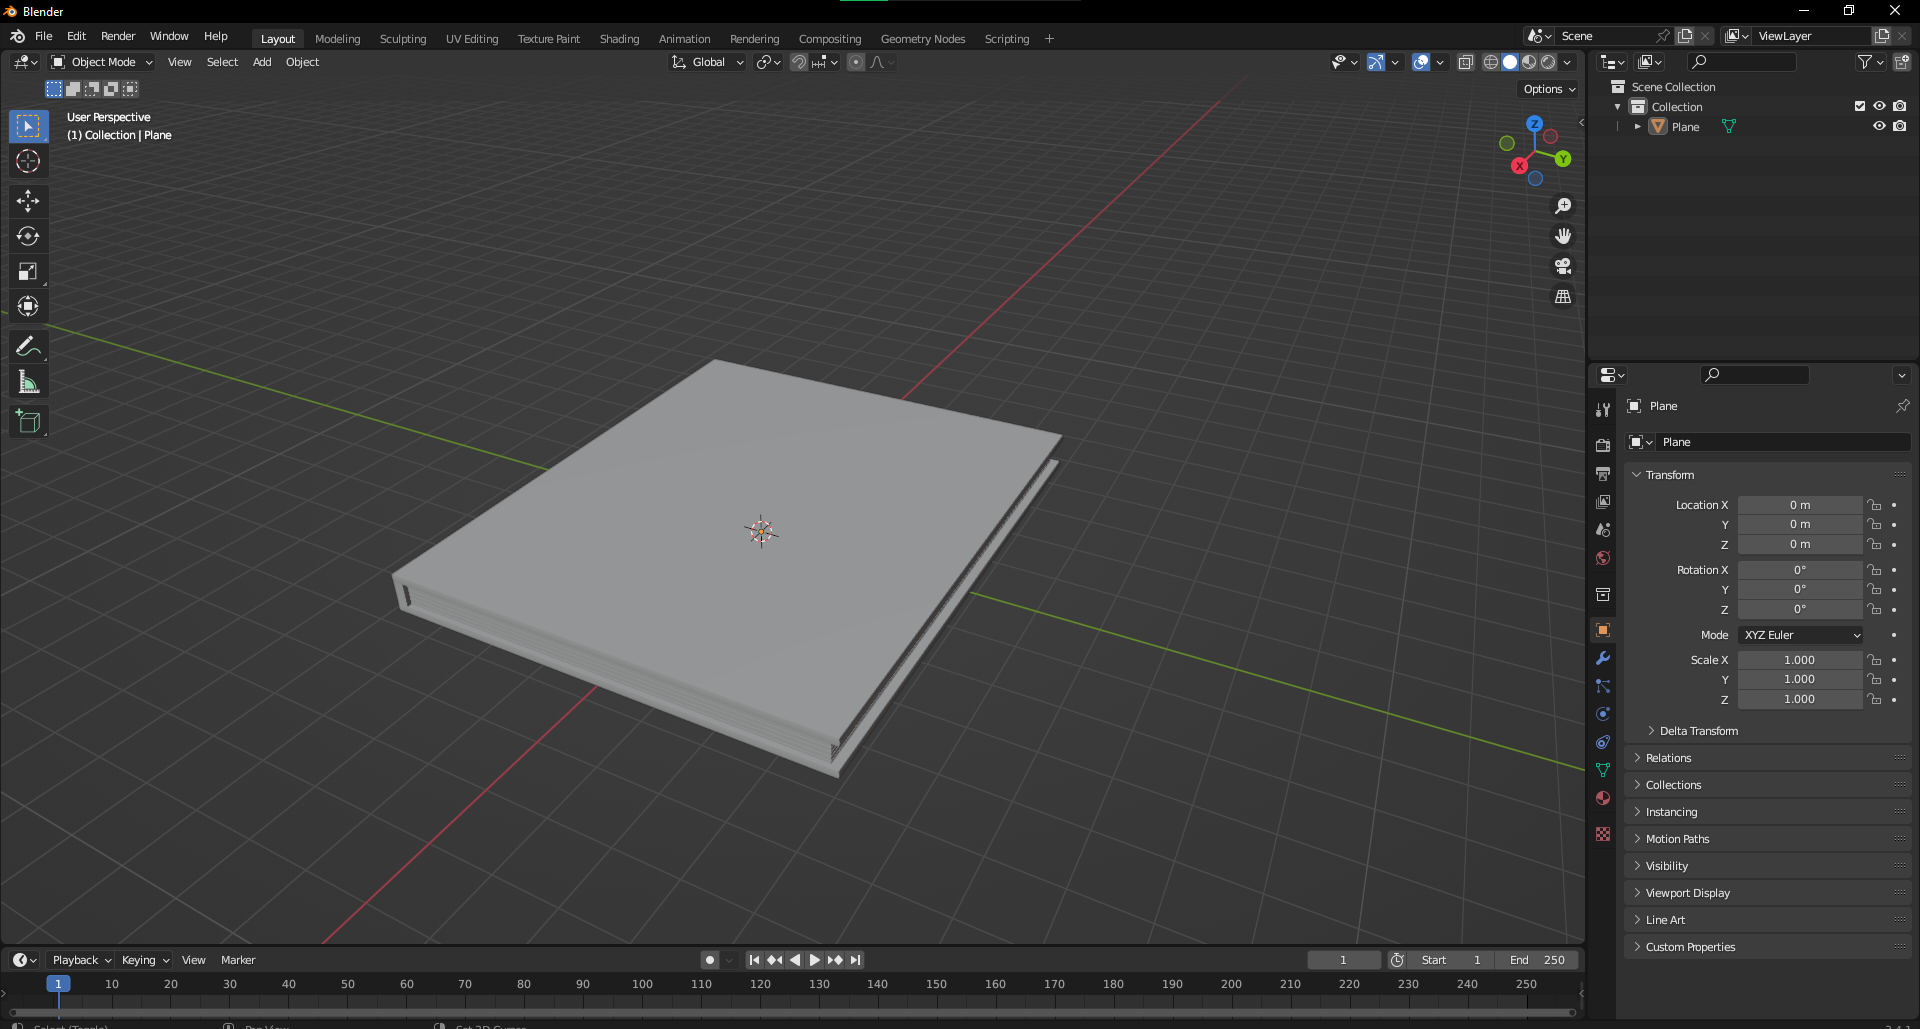 Blender
File Edit Render Window Help Layout Modeling Sculpting UV Editing Texture Paint Shading Animation Rendering Compositing Geometry Nodes Scripting + Scene ViewLayer
Object Mode View Select Add Object Global
Options
User Perspective
(1) Collection | Plane
Z
Y
X
Scene Collection
Collection
Plane
Plane
Plane
Transform
Location X 0 m
Y 0 m
Z 0 m
Rotation X 0°
Y 0°
Z 0°
Mode XYZ Euler
Scale X 1.000
Y 1.000
Z 1.000
Delta Transform
Relations
Collections
Instancing
Motion Paths
Visibility
Viewport Display
Line Art
Custom Properties
Playback Keying View Marker 1 Start 1 End 250
1 10 20 30 40 50 60 70 80 90 100 110 120 130 140 150 160 170 180 190 200 210 220 230 240 250